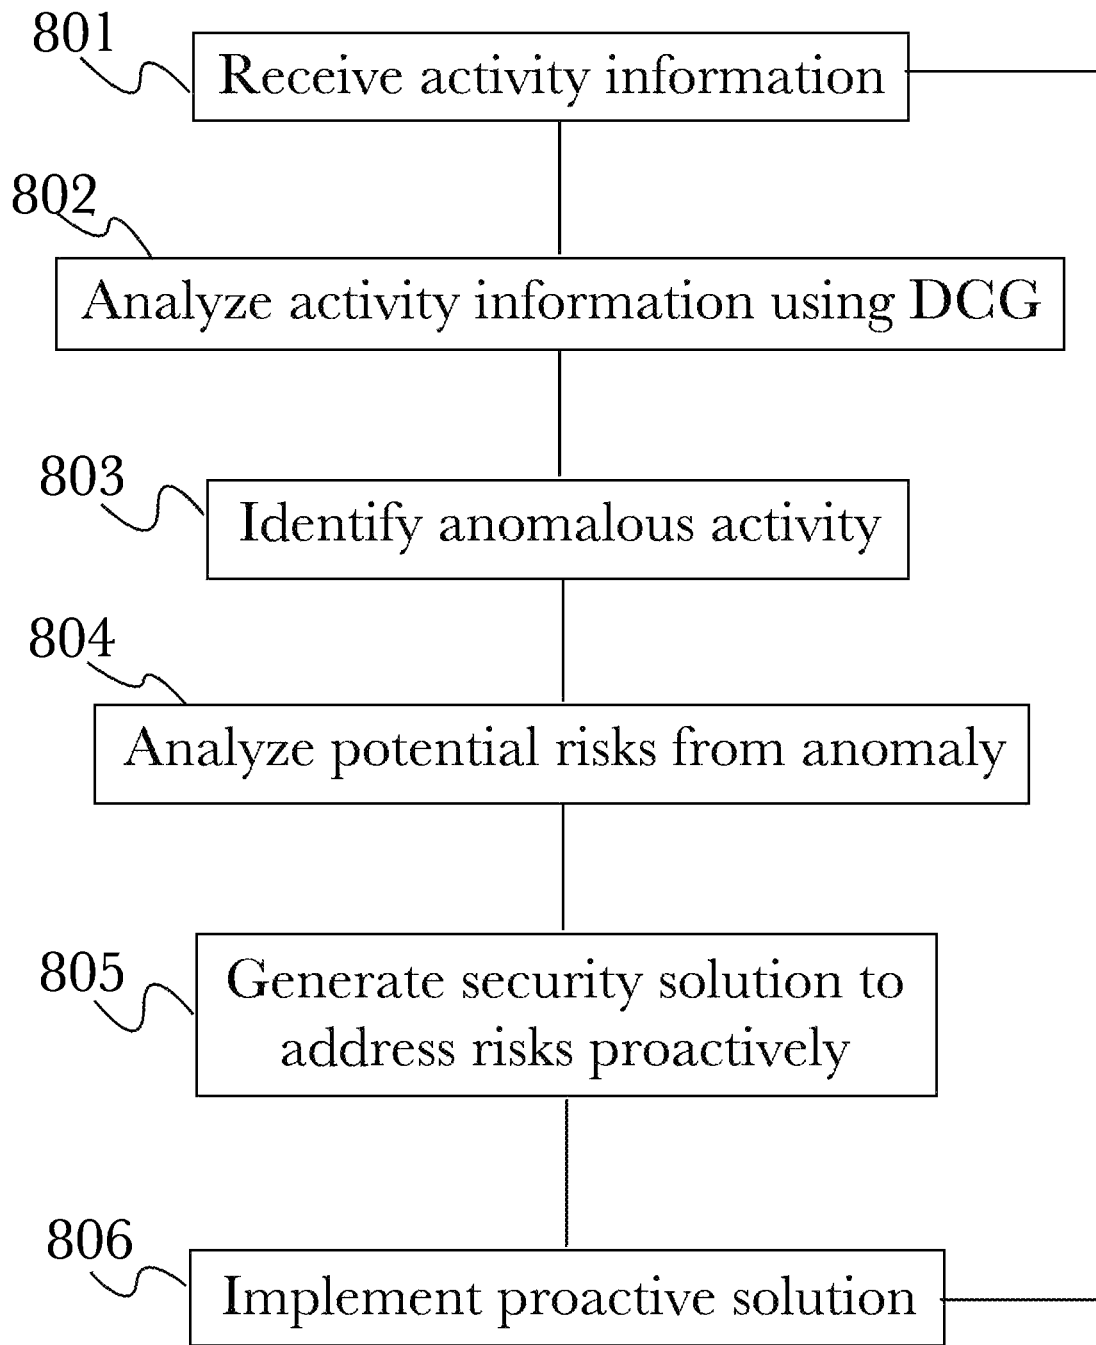 801
Receive activity information
802
Analyze activity information using DCG
803
Identify anomalous activity
804
Analyze potential risks from anomaly
805
Generate security solution to
address risks proactively
806
Implement proactive solution